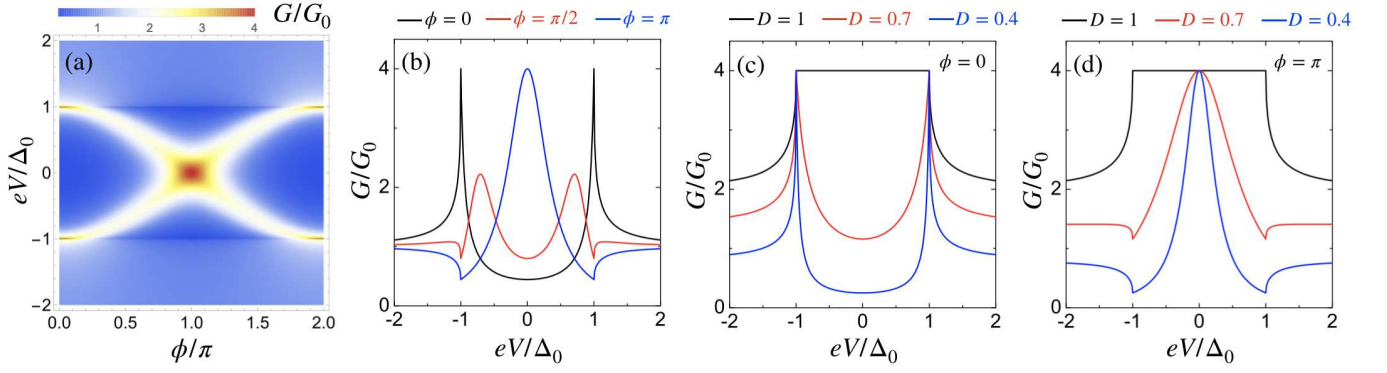 G/G₀
1 2 3 4
(a)
eV/Δ₀
2
1
0
−1
−2
0.0 0.5 1.0 1.5 2.0
ϕ/π
ϕ = 0 ϕ = π/2 ϕ = π
(b)
G/G₀
4
2
0
-2 -1 0 1 2
eV/Δ₀
D = 1 D = 0.7 D = 0.4
(c) ϕ = 0
G/G₀
4
2
0
-2 -1 0 1 2
eV/Δ₀
D = 1 D = 0.7 D = 0.4
(d) ϕ = π
G/G₀
4
2
0
-2 -1 0 1 2
eV/Δ₀